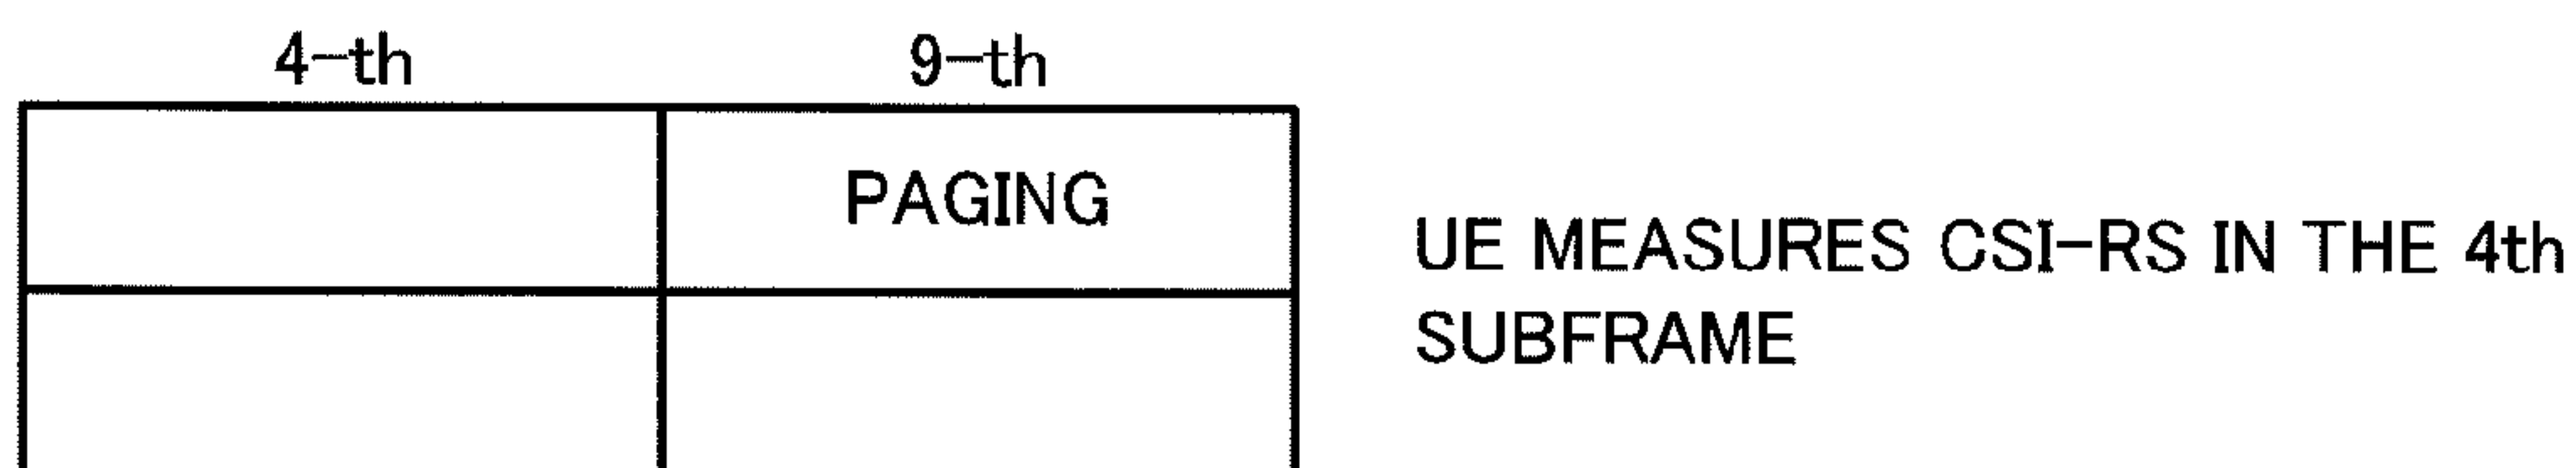 4-th 9-th
PAGING
UE MEASURES CSI-RS IN THE 4th
SUBFRAME